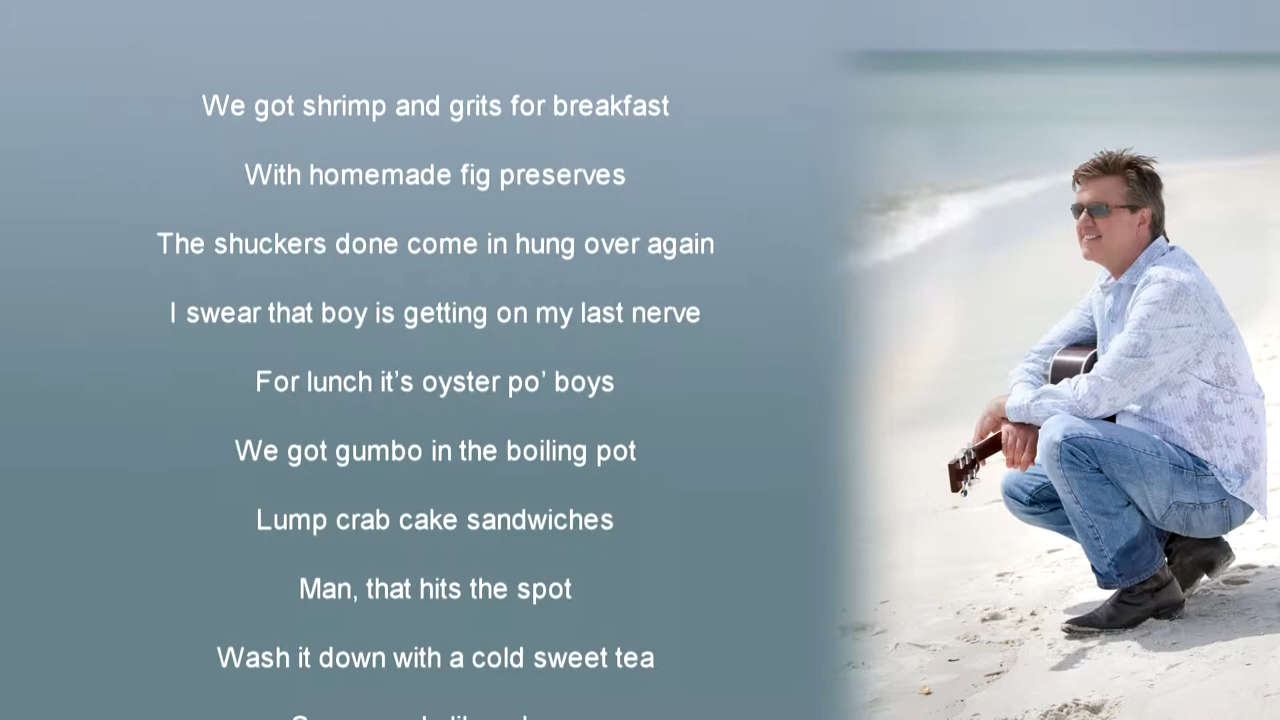 We got shrimp and grits for breakfast
With homemade fig preserves
The shuckers done come in hung over again
I swear that boy is getting on my last nerve
For lunch it’s oyster po’ boys
We got gumbo in the boiling pot
Lump crab cake sandwiches
Man, that hits the spot
Wash it down with a cold sweet tea